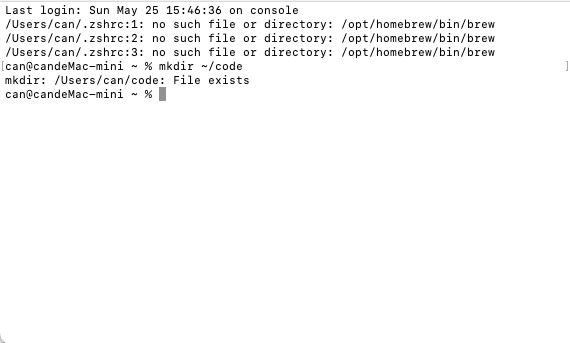 Last login: Sun May 25 15:46:36 on console
/Users/can/.zshrc:1: no such file or directory: /opt/homebrew/bin/brew
/Users/can/.zshrc:2: no such file or directory: /opt/homebrew/bin/brew
/Users/can/.zshrc:3: no such file or directory: /opt/homebrew/bin/brew
[can@candeMac-mini ~ % mkdir ~/code ]
mkdir: /Users/can/code: File exists
can@candeMac-mini ~ %